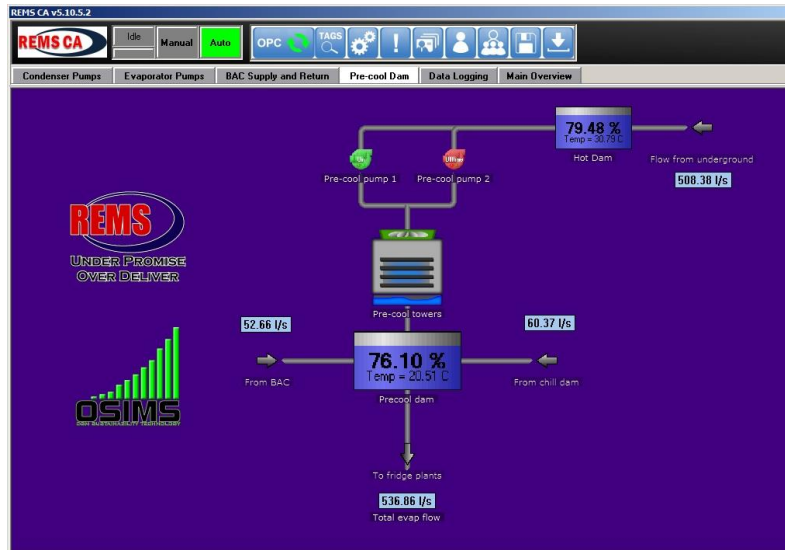 REMS CA v5.10.5.2
REMS CA
Idle
Manual
Auto
OPC
TAGS
Condenser Pumps
Evaporator Pumps
BAC Supply and Return
Pre-cool Dam
Data Logging
Main Overview
79.48 %
Temp = 30.79 C
Hot Dam
Flow from underground
508.38 l/s
Pre-cool pump 1
Pre-cool pump 2
REMS
UNDER PROMISE
OVER DELIVER
Pre-cool towers
52.66 l/s
60.37 l/s
76.10 %
Temp = 20.51 C
From BAC
From chill dam
Precool dam
OSIMS
To fridge plants
536.86 l/s
Total evap flow